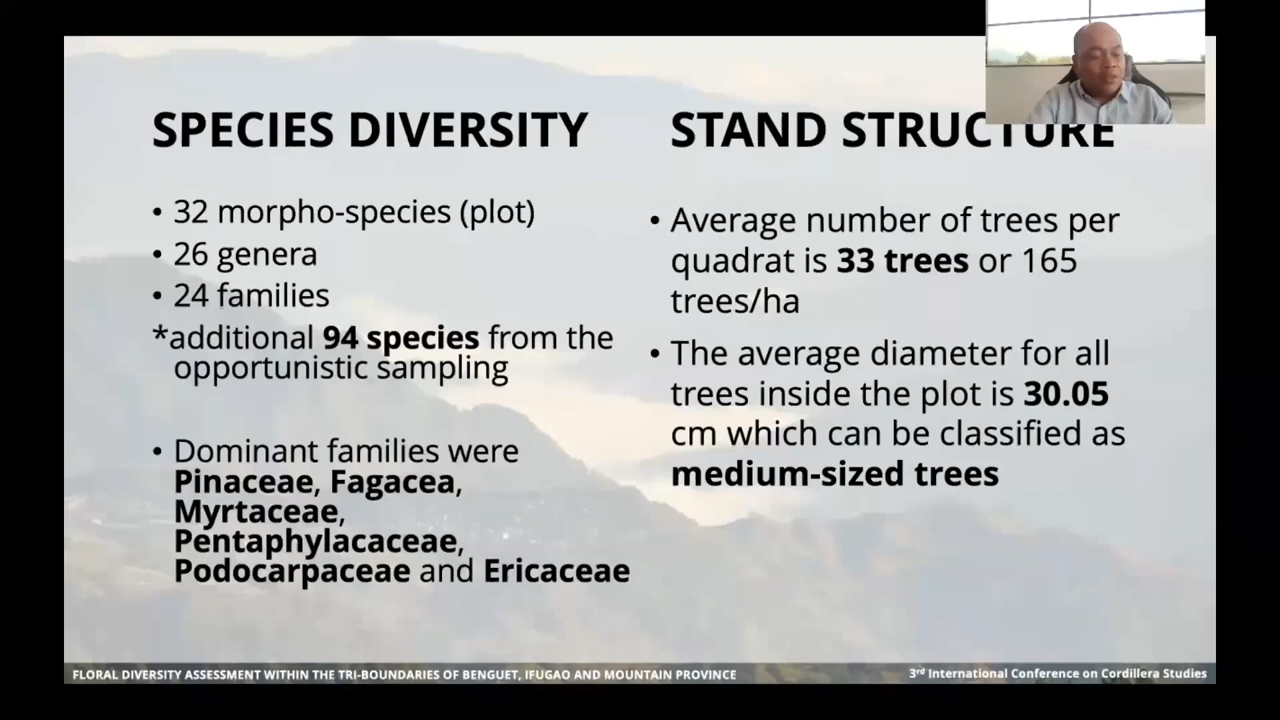 SPECIES DIVERSITY
• 32 morpho-species (plot)
• 26 genera
• 24 families
*additional 94 species from the
opportunistic sampling
• Dominant families were
Pinaceae, Fagacea,
Myrtaceae,
Pentaphylacaceae,
Podocarpaceae and Ericaceae
STAND STRUCTURE
• Average number of trees per
quadrat is 33 trees or 165
trees/ha
• The average diameter for all
trees inside the plot is 30.05
cm which can be classified as
medium-sized trees
FLORAL DIVERSITY ASSESSMENT WITHIN THE TRI-BOUNDARIES OF BENGUET, IFUGAO AND MOUNTAIN PROVINCE
3rd International Conference on Cordillera Studies